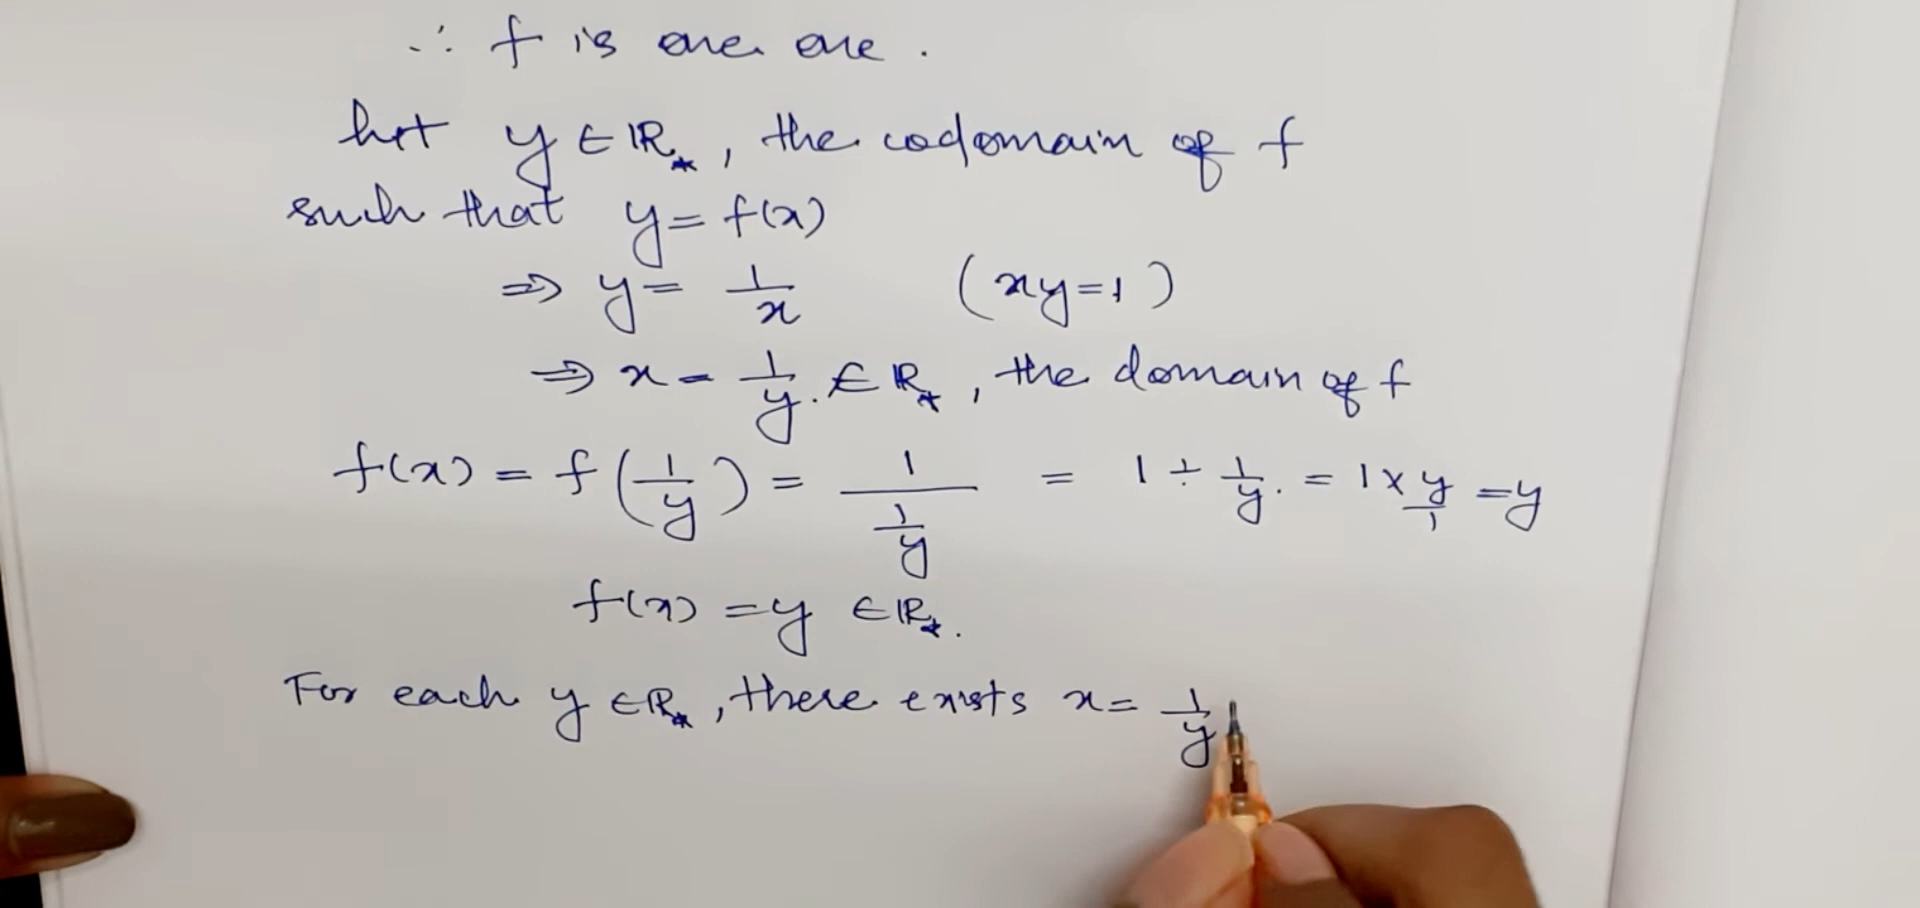 ∴ f is one one.
Let y ∈ ℝ⁎, the codomain of f
such that y = f(x)
⇒ y = 1/x (xy = 1)
⇒ x = 1/y. ∈ ℝ⁎, the domain of f
f(x) = f(1/y) = 1/(1/y) = 1 ÷ 1/y. = 1 × y/1 = y
f(x) = y ∈ ℝ⁎.
For each y ∈ ℝ⁎, there exists x = 1/y